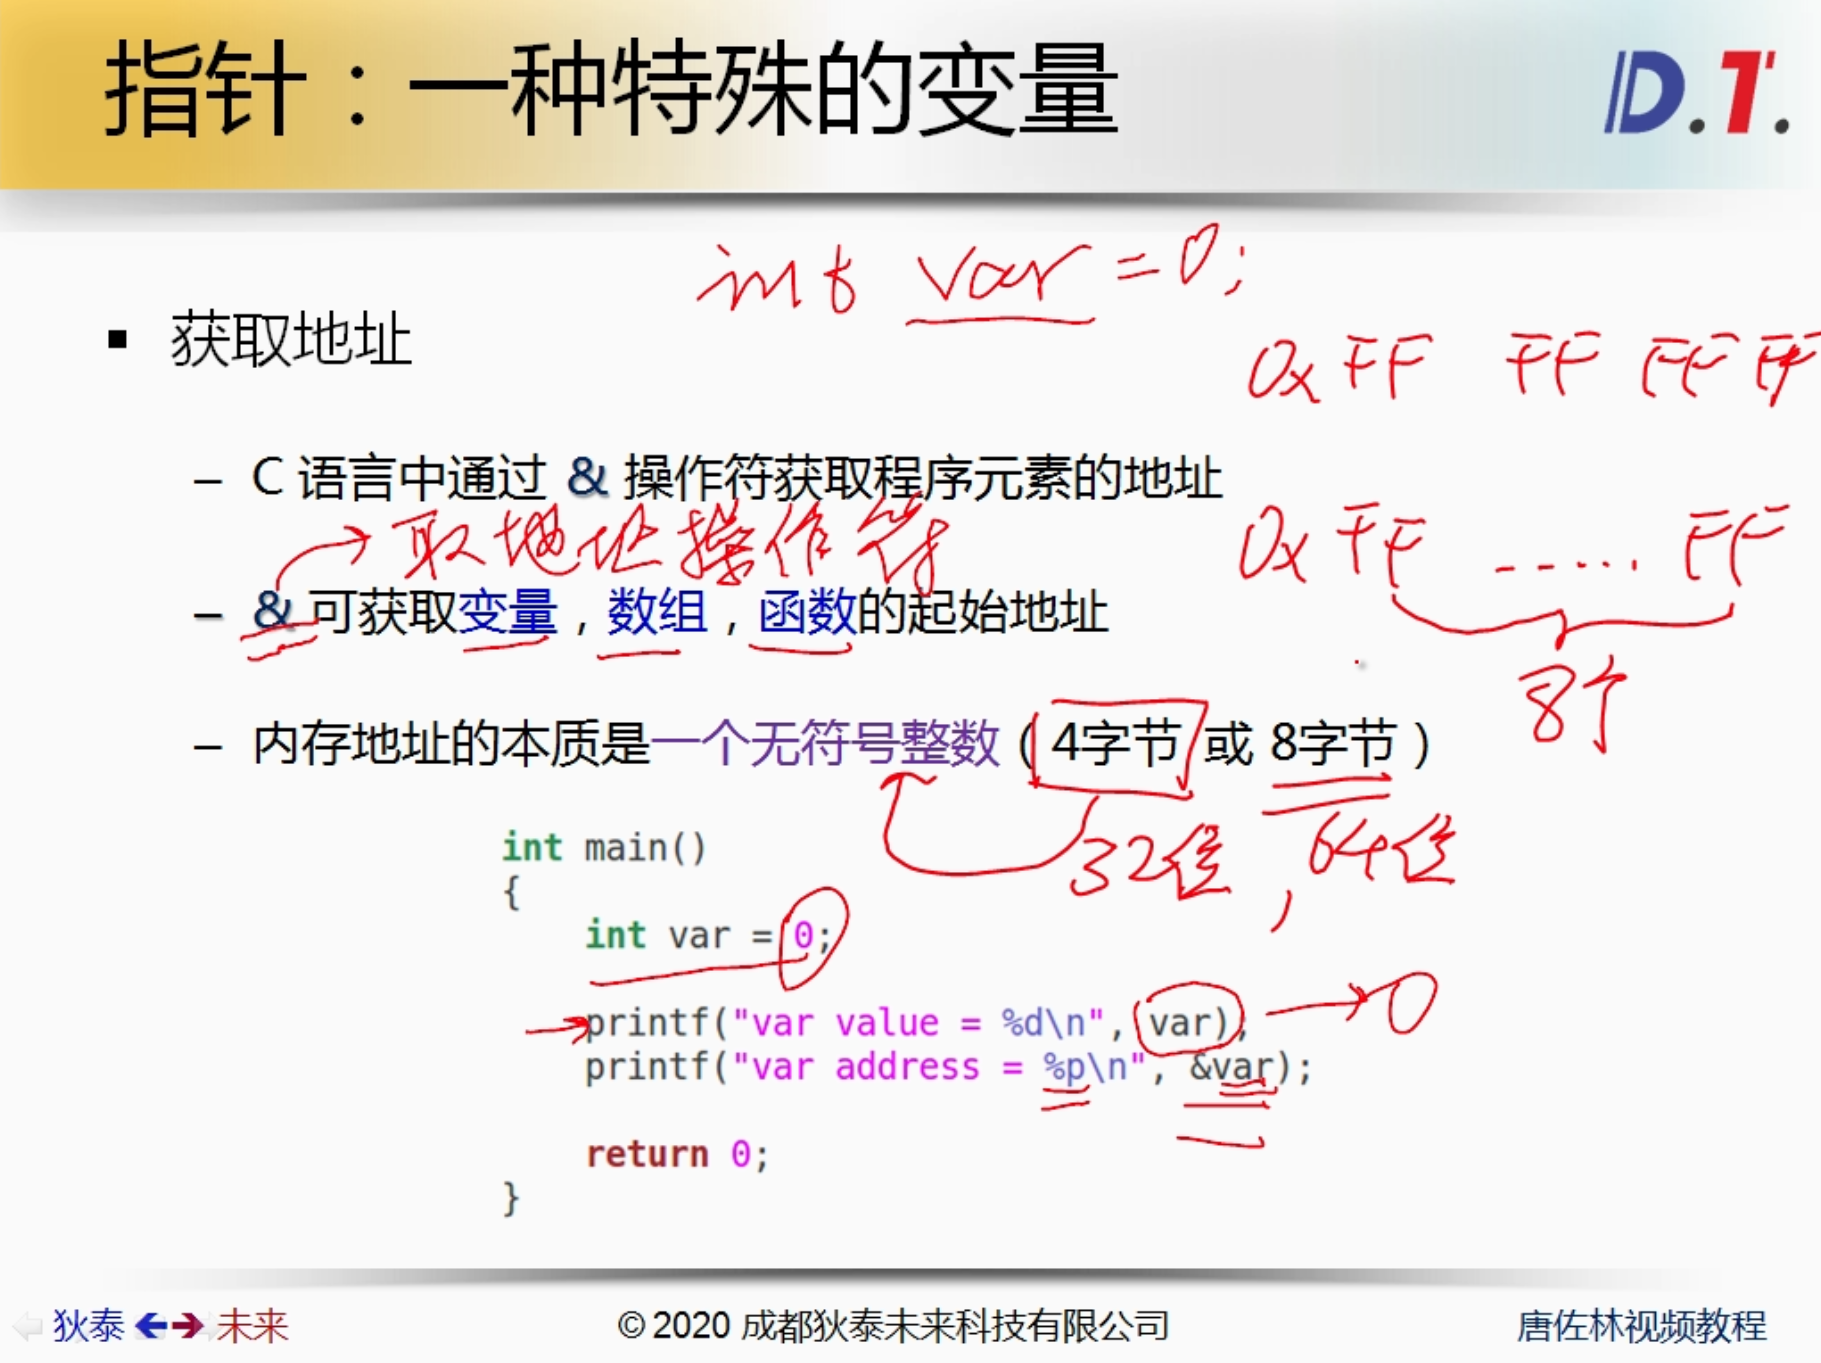 指针：一种特殊的变量
D.T.
int var = 0;
▪ 获取地址
0xFF FF FF FF
– C 语言中通过 & 操作符获取程序元素的地址
取地址操作符
0xFF ...... FF
– & 可获取变量，数组，函数的起始地址
8个
– 内存地址的本质是一个无符号整数（4字节 或 8字节）
32位，64位
int main()
{
int var = 0;
printf("var value = %d\n", var); → 0
printf("var address = %p\n", &var);
return 0;
}
狄泰 未来
© 2020 成都狄泰未来科技有限公司
唐佐林视频教程